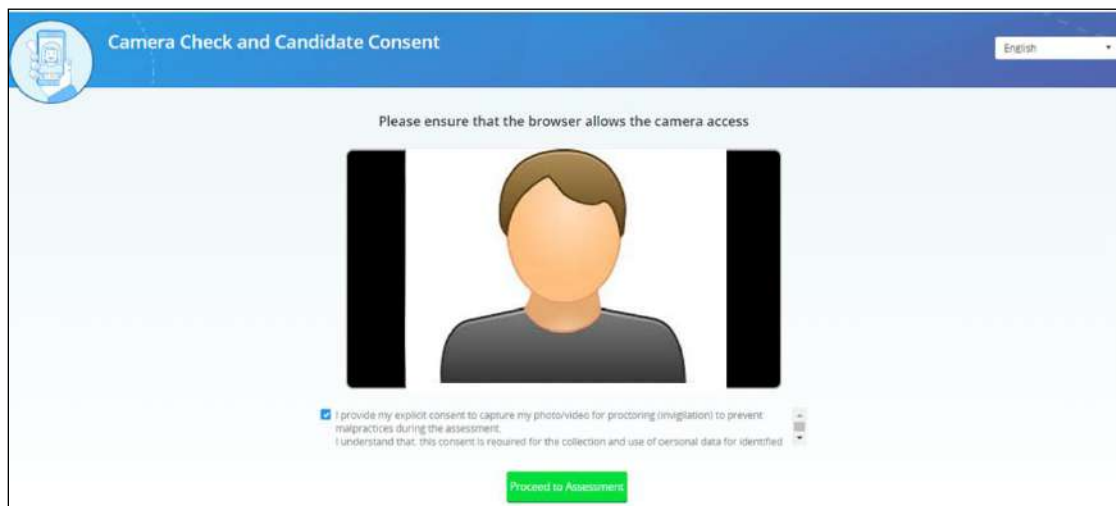 Camera Check and Candidate Consent
English
Please ensure that the browser allows the camera access
I provide my explicit consent to capture my photo/video for proctoring (invigilation) to prevent
malpractices during the assessment.
I understand that, this consent is required for the collection and use of personal data for identified
Proceed to Assessment